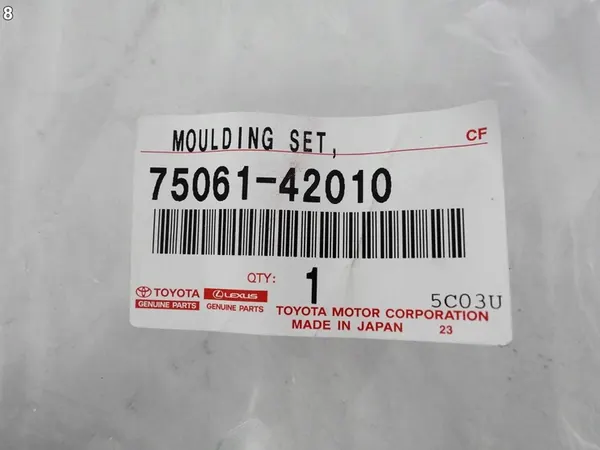 8
MOULDING SET,
CF
75061-42010
QTY: 1
TOYOTA
GENUINE PARTS
LEXUS
GENUINE PARTS
5C03U
TOYOTA MOTOR CORPORATION
MADE IN JAPAN 23